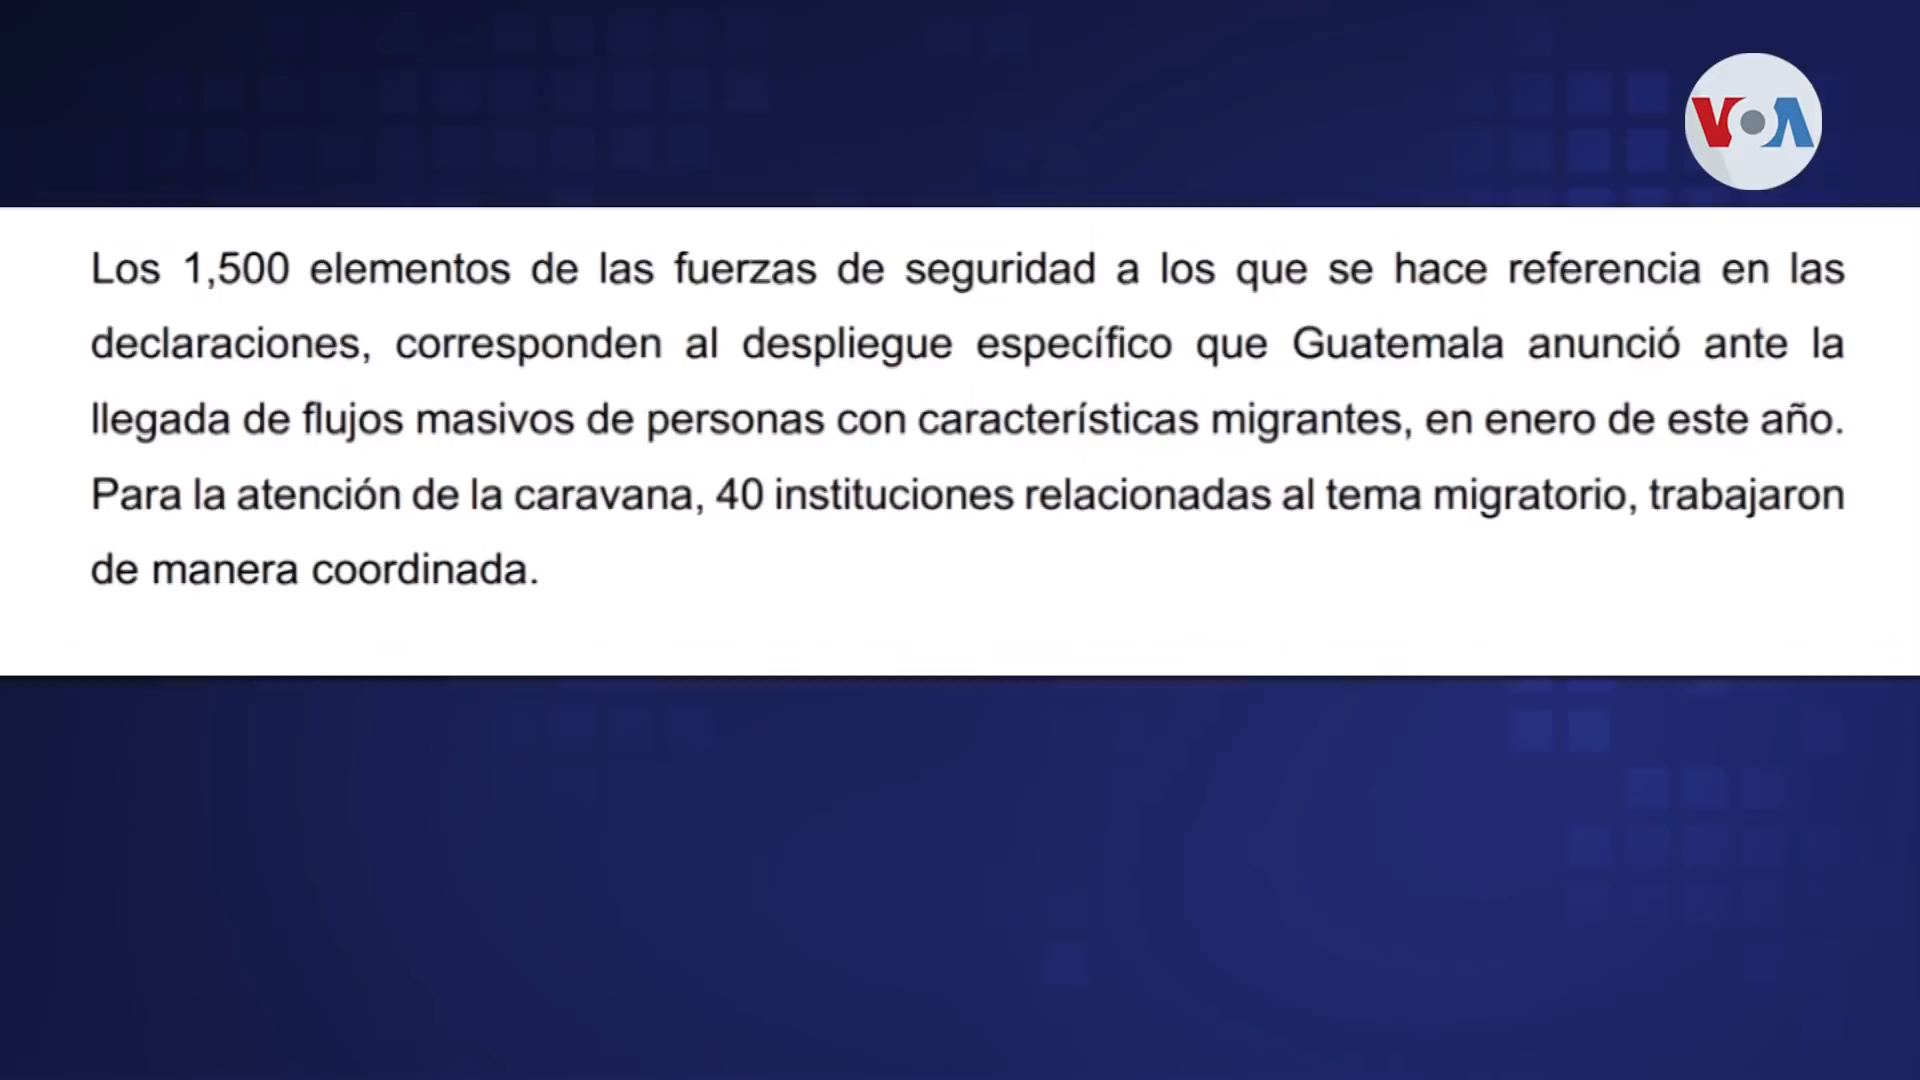 VOA
Los 1,500 elementos de las fuerzas de seguridad a los que se hace referencia en las
declaraciones, corresponden al despliegue específico que Guatemala anunció ante la
llegada de flujos masivos de personas con características migrantes, en enero de este año.
Para la atención de la caravana, 40 instituciones relacionadas al tema migratorio, trabajaron
de manera coordinada.